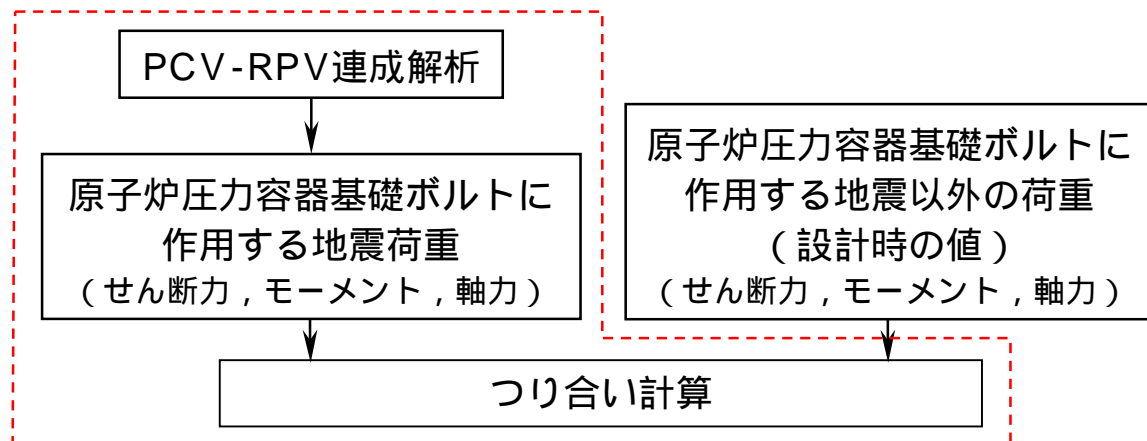 PCV-RPV連成解析
原子炉圧力容器基礎ボルトに
作用する地震荷重
（せん断力，モーメント，軸力）
原子炉圧力容器基礎ボルトに
作用する地震以外の荷重
（設計時の値）
（せん断力，モーメント，軸力）
つり合い計算